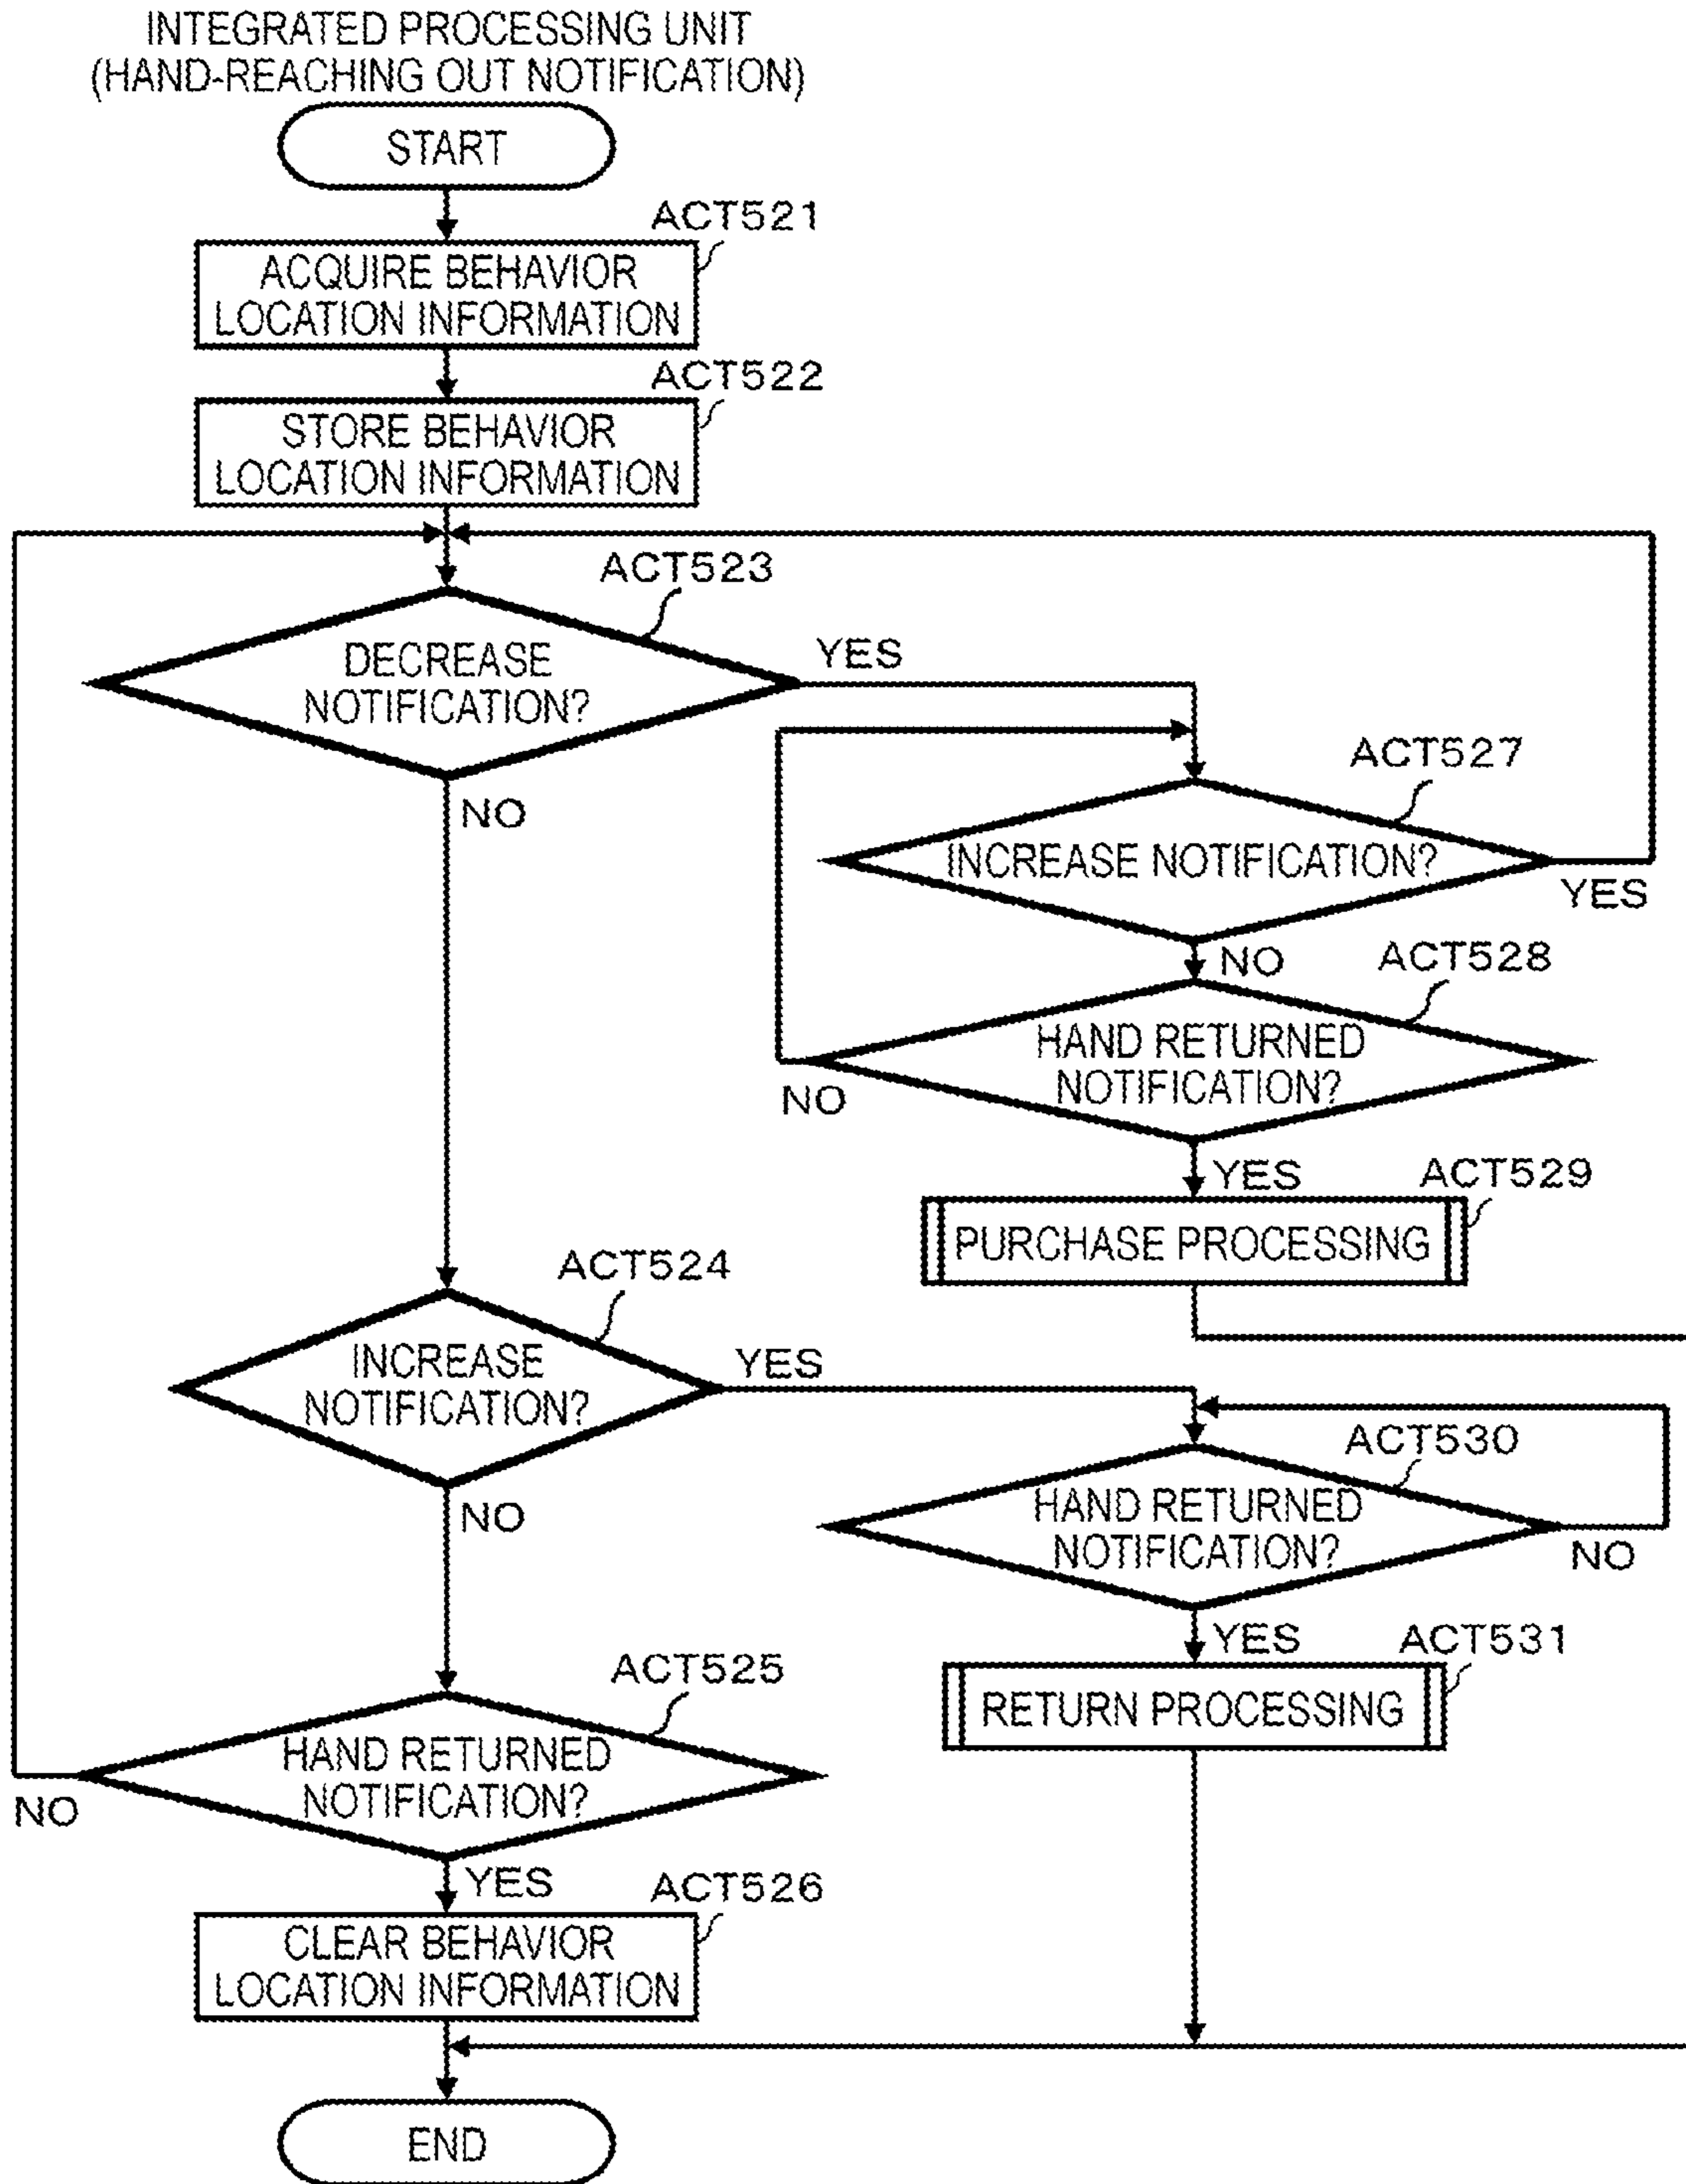 INTEGRATED PROCESSING UNIT
(HAND-REACHING OUT NOTIFICATION)
START
ACT521
ACQUIRE BEHAVIOR
LOCATION INFORMATION
ACT522
STORE BEHAVIOR
LOCATION INFORMATION
ACT523
DECREASE
NOTIFICATION?
YES
NO
ACT527
INCREASE NOTIFICATION?
YES
NO
ACT528
HAND RETURNED
NOTIFICATION?
NO
YES
ACT529
PURCHASE PROCESSING
ACT524
INCREASE
NOTIFICATION?
YES
NO
ACT530
HAND RETURNED
NOTIFICATION?
NO
YES
ACT531
RETURN PROCESSING
ACT525
HAND RETURNED
NOTIFICATION?
NO
YES
ACT526
CLEAR BEHAVIOR
LOCATION INFORMATION
END